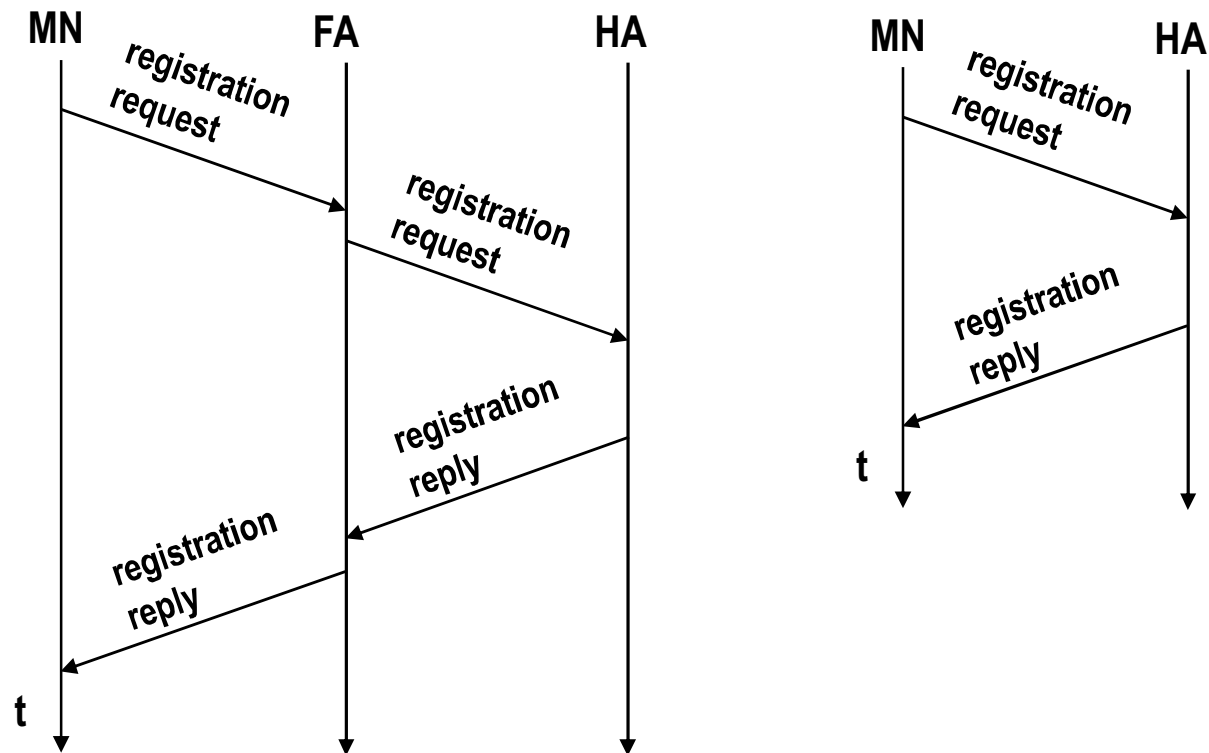 MN
FA
HA
registration
request
registration
request
registration
reply
registration
reply
t
MN
HA
registration
request
registration
reply
t